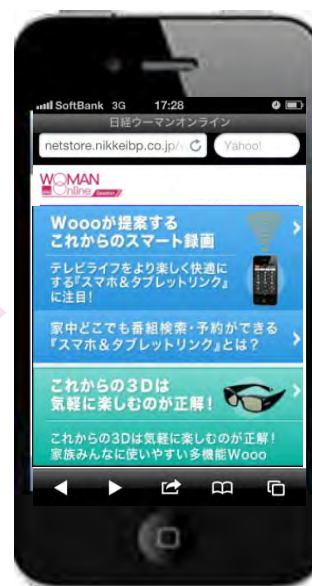 SoftBank 3G 17:28
日経ウーマンオンライン
netstore.nikkeibp.co.jp/
Yahoo!
WOMAN
Online
Woooが提案する
これからのスマート録画
テレビライフをより楽しく快適に
する『スマホ&タブレットリンク』
に注目!
家中どこでも番組検索・予約ができる
『スマホ&タブレットリンク』とは?
これからの3Dは
気軽に楽しむのが正解!
これからの3Dは気軽に楽しむのが正解!
家族みんなに使いやすい多機能Wooo